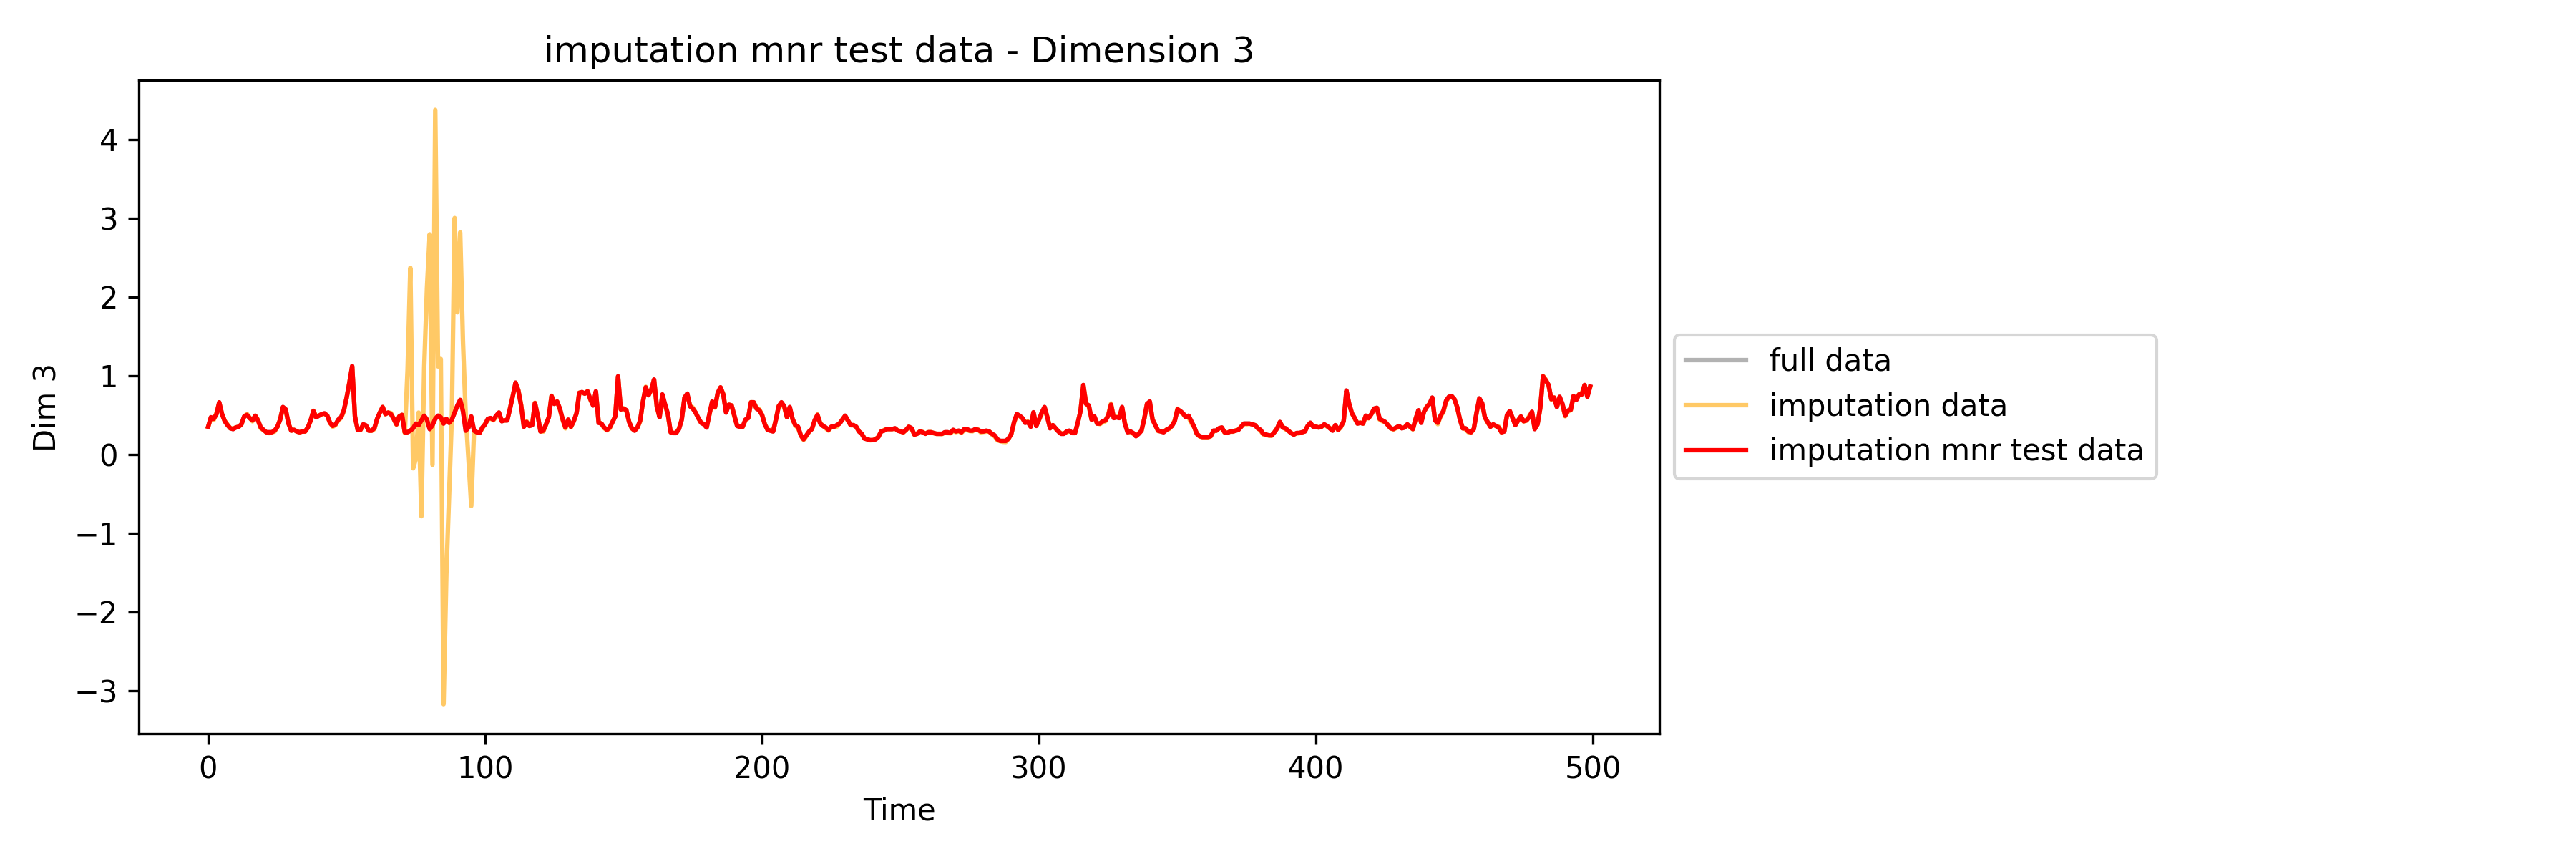 imputation mnr test data - Dimension 3
4
3
2
1
0
−1
−2
−3
Dim 3
0 100 200 300 400 500
Time
full data
imputation data
imputation mnr test data